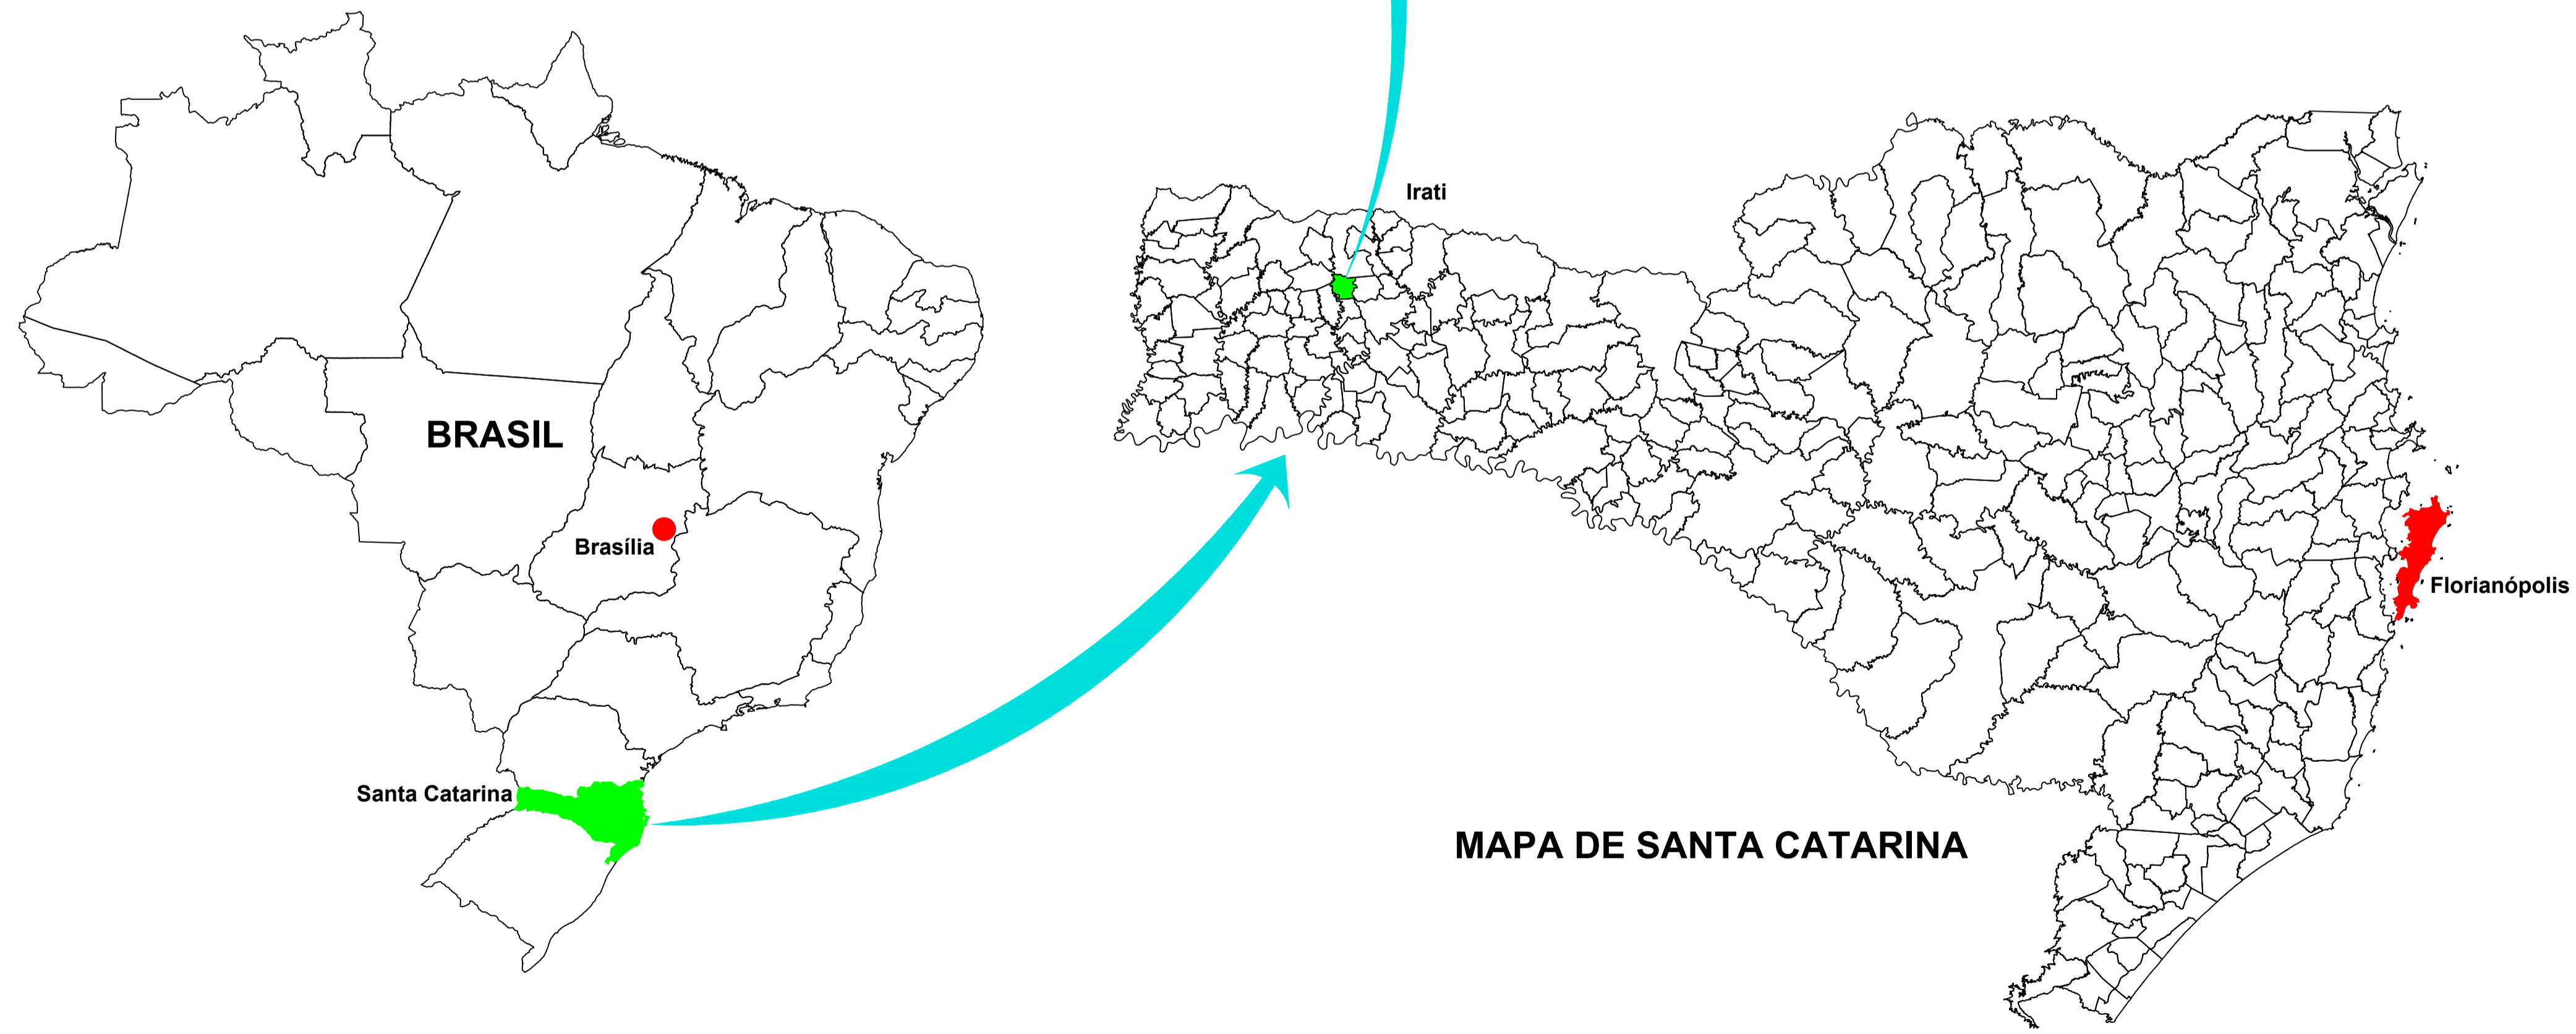 BRASIL
Brasília
Santa Catarina
Irati
Florianópolis
MAPA DE SANTA CATARINA